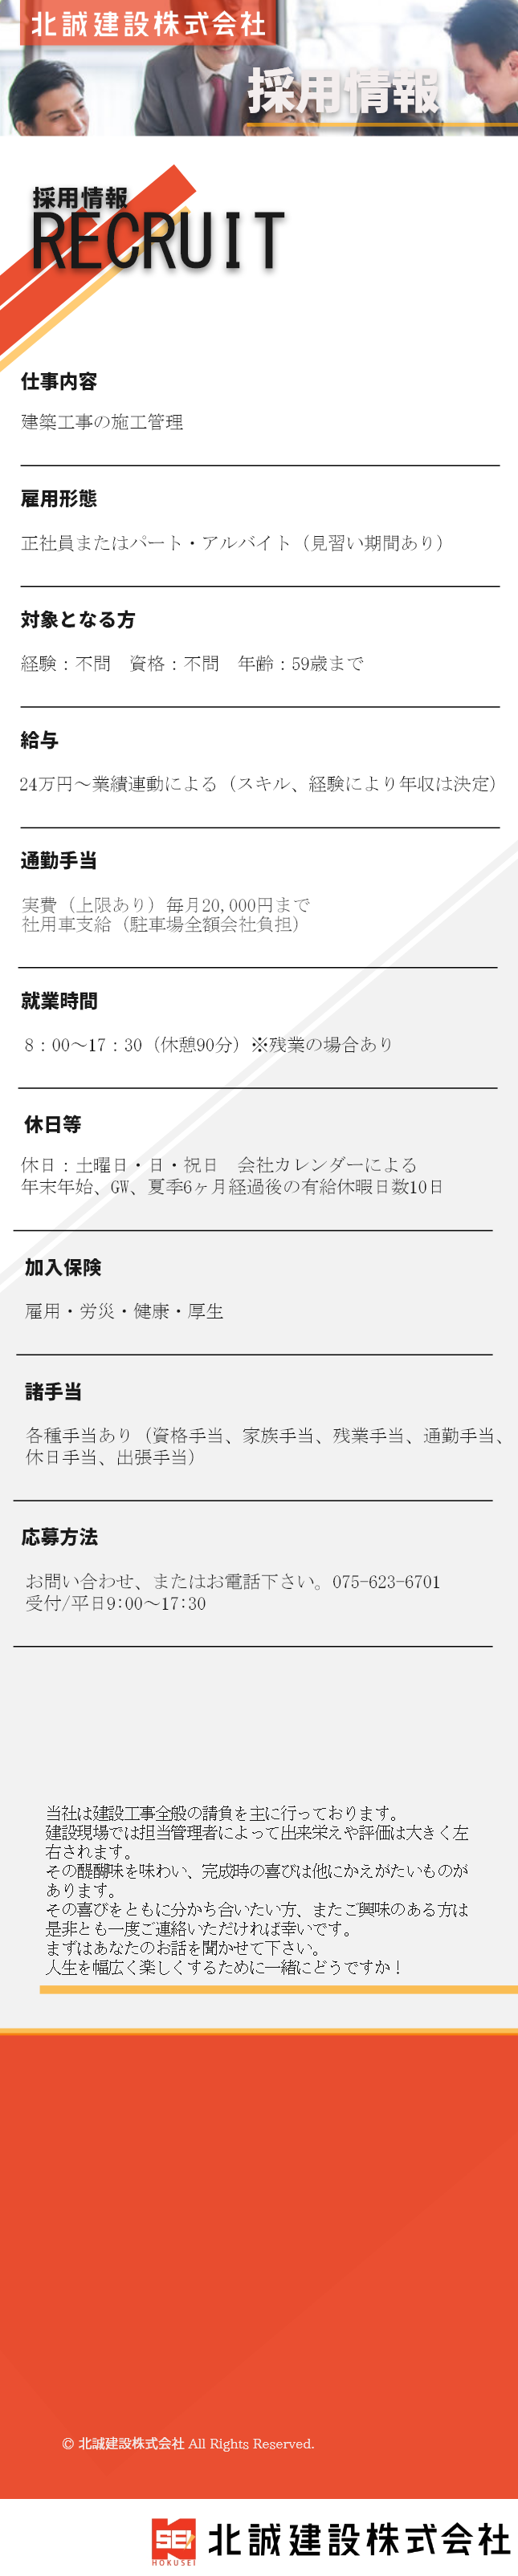 北誠建設株式会社
採用情報
採用情報
RECRUIT
仕事内容
建築工事の施工管理
雇用形態
正社員またはパート・アルバイト（見習い期間あり）
対象となる方
経験：不問　資格：不問　年齢：59歳まで
給与
24万円～業績連動による（スキル、経験により年収は決定）
通勤手当
実費（上限あり）毎月20,000円まで
社用車支給（駐車場全額会社負担）
就業時間
8：00～17：30（休憩90分）※残業の場合あり
休日等
休日：土曜日・日・祝日　会社カレンダーによる
年末年始、GW、夏季6ヶ月経過後の有給休暇日数10日
加入保険
雇用・労災・健康・厚生
諸手当
各種手当あり（資格手当、家族手当、残業手当、通勤手当、
休日手当、出張手当）
応募方法
お問い合わせ、またはお電話下さい。075-623-6701
受付/平日9:00～17:30
当社は建設工事全般の請負を主に行っております。
建設現場では担当管理者によって出来栄えや評価は大きく左
右されます。
その醍醐味を味わい、完成時の喜びは他にかえがたいものが
あります。
その喜びをともに分かち合いたい方、またご興味のある方は
是非とも一度ご連絡いただければ幸いです。
まずはあなたのお話を聞かせて下さい。
人生を幅広く楽しくするために一緒にどうですか！
© 北誠建設株式会社 All Rights Reserved.
SEI
HOKUSEI
北誠建設株式会社